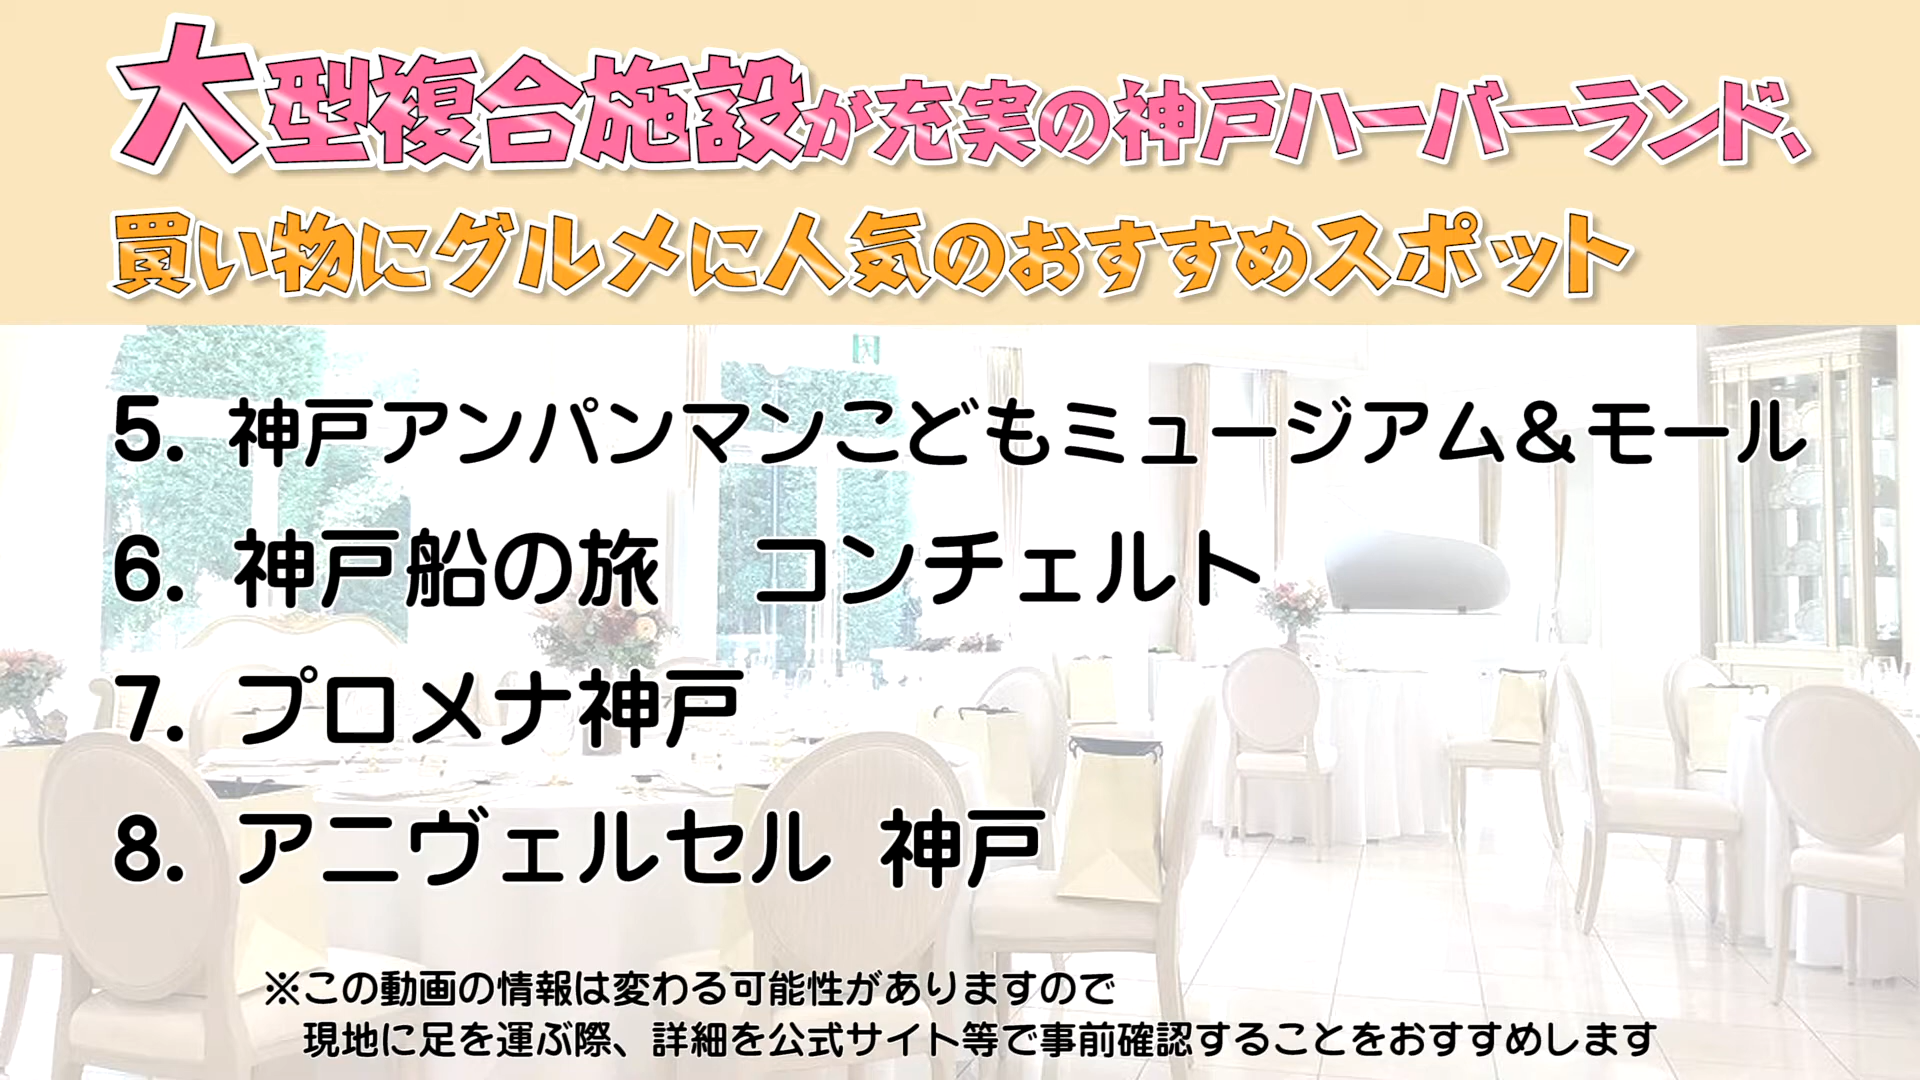 大型複合施設が充実の神戸ハーバーランド、
買い物にグルメに人気のおすすめスポット
5. 神戸アンパンマンこどもミュージアム&モール
6. 神戸船の旅　コンチェルト
7. プロメナ神戸
8. アニヴェルセル 神戸
※この動画の情報は変わる可能性がありますので
現地に足を運ぶ際、詳細を公式サイト等で事前確認することをおすすめします